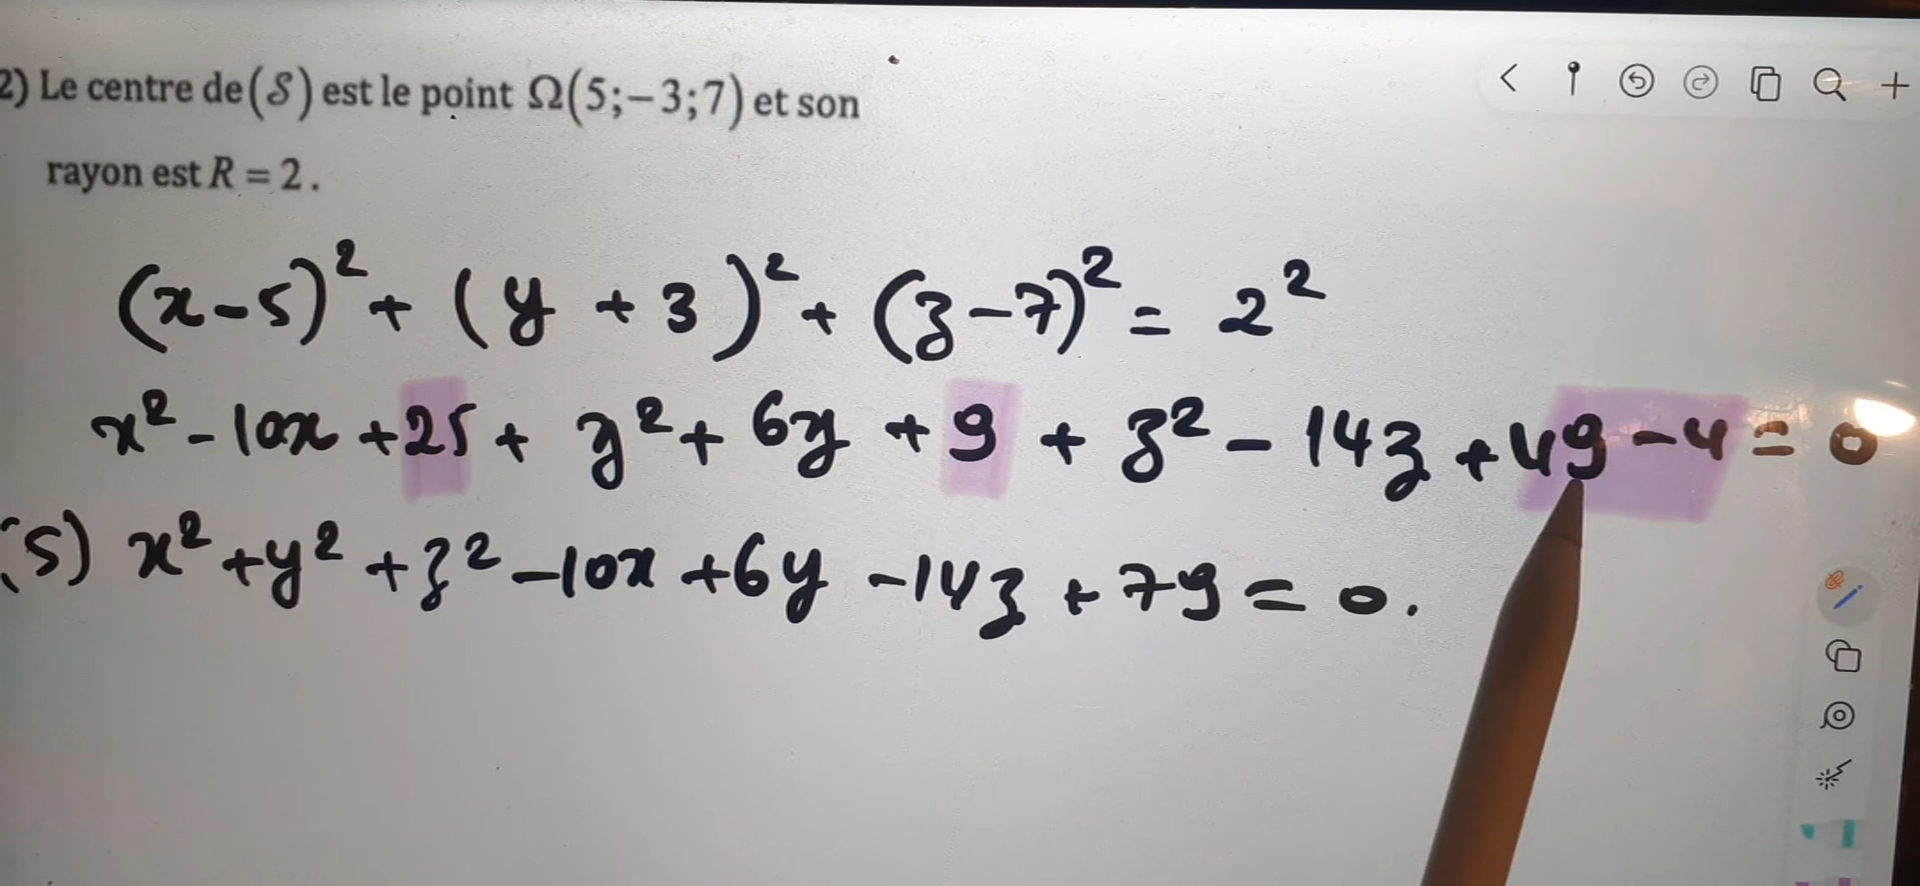 2) Le centre de (S) est le point Ω(5;−3;7) et son
rayon est R = 2.
(x-5)² + (y+3)² + (z-7)² = 2²
x² - 10x + 25 + y² + 6y + 9 + z² - 14z + 49 - 4 = 0
(S) x² + y² + z² - 10x + 6y - 14z + 79 = 0.